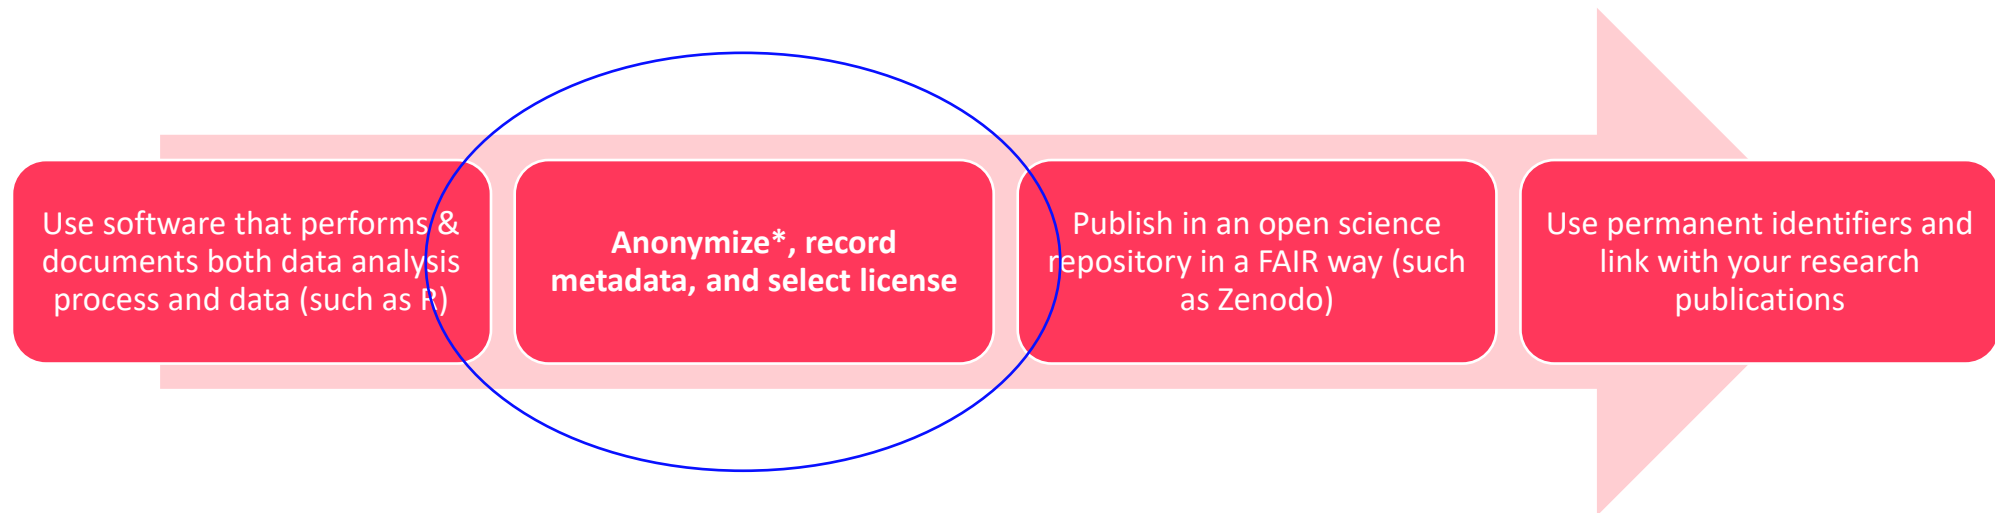 Use software that performs &
documents both data analysis
process and data (such as R)
Anonymize*, record
metadata, and select license
Publish in an open science
repository in a FAIR way (such
as Zenodo)
Use permanent identifiers and
link with your research
publications